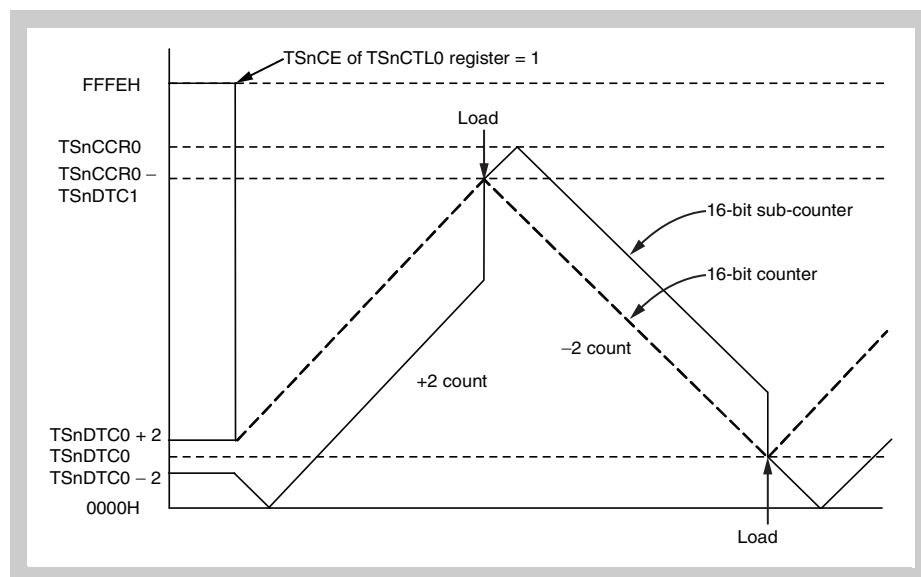 TSnCE of TSnCTL0 register = 1
FFFEH
Load
TSnCCR0
TSnCCR0 –
TSnDTC1
16-bit sub-counter
16-bit counter
–2 count
+2 count
TSnDTC0 + 2
TSnDTC0
TSnDTC0 – 2
0000H
Load